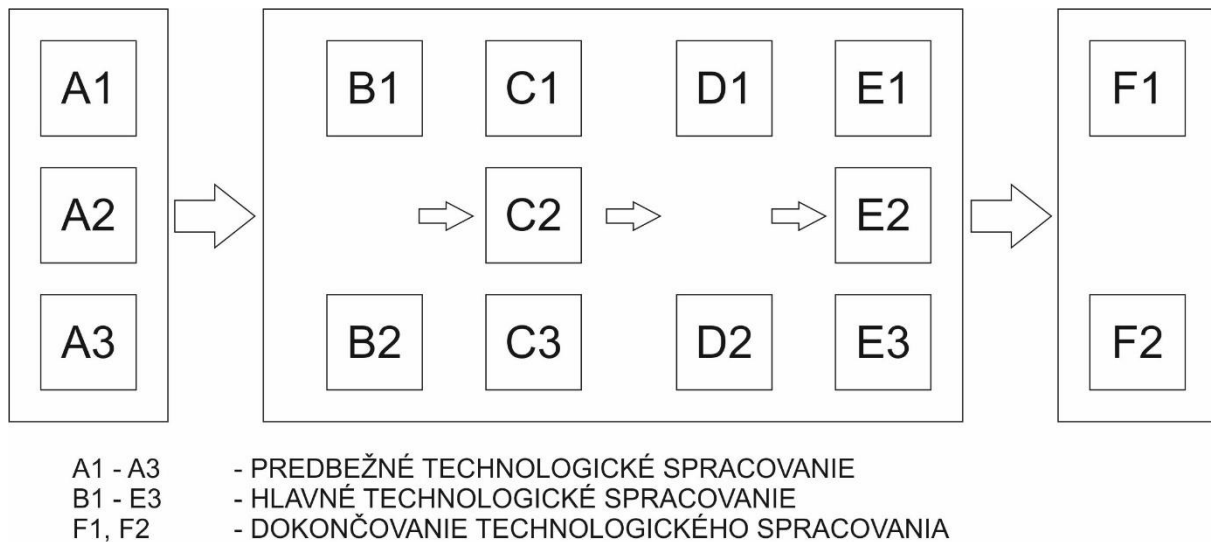 A1 B1 C1 D1 E1 F1
A2 C2 E2
A3 B2 C3 D2 E3 F2
A1 - A3 - PREDBEŽNÉ TECHNOLOGICKÉ SPRACOVANIE
B1 - E3 - HLAVNÉ TECHNOLOGICKÉ SPRACOVANIE
F1, F2 - DOKONČOVANIE TECHNOLOGICKÉHO SPRACOVANIA